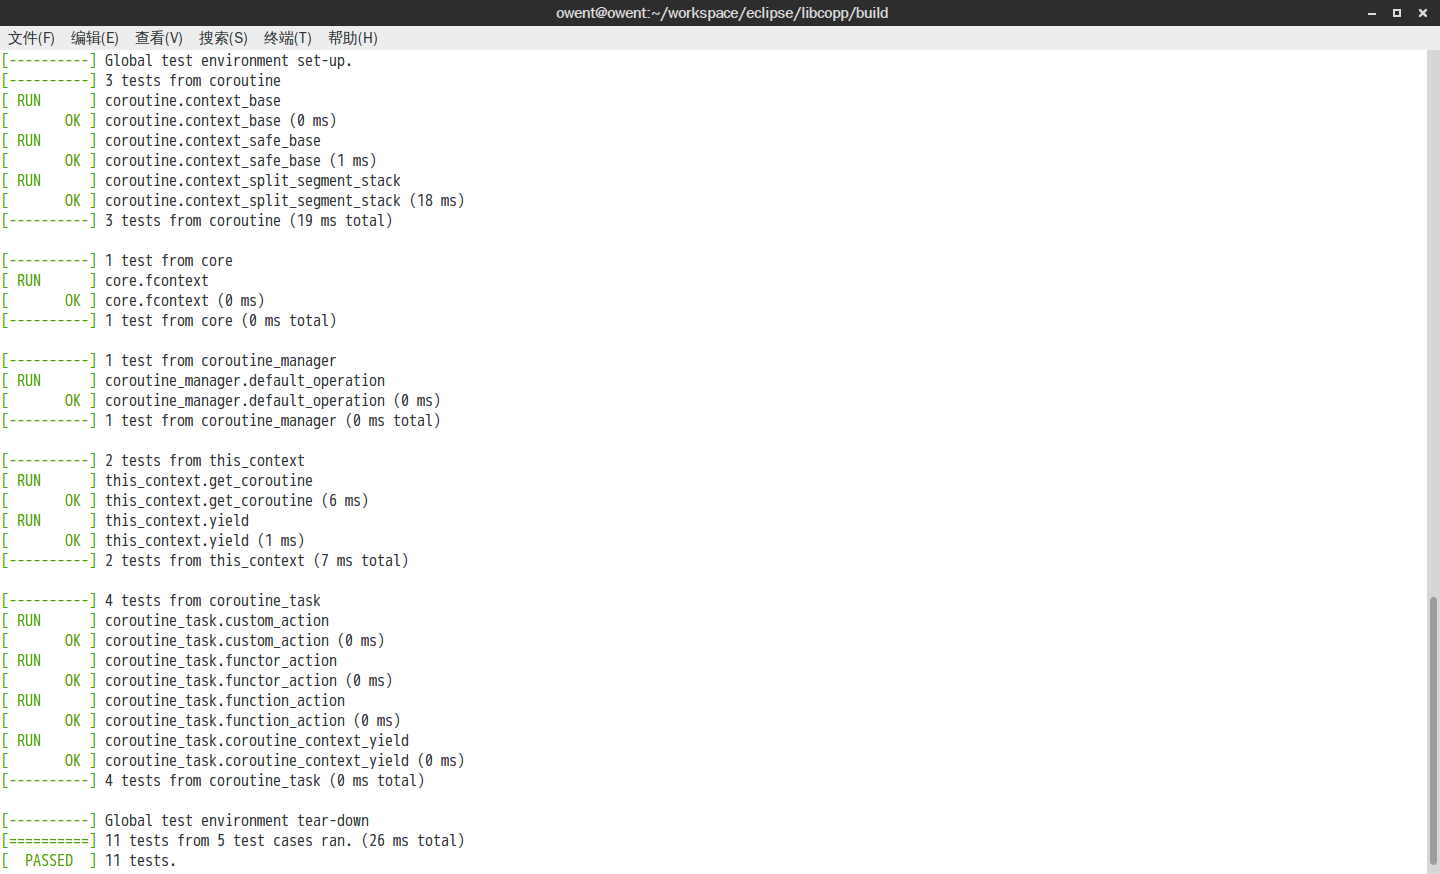 owent@owent:~/workspace/eclipse/libcopp/build
文件(F) 编辑(E) 查看(V) 搜索(S) 终端(T) 帮助(H)
[----------] Global test environment set-up.
[----------] 3 tests from coroutine
[ RUN      ] coroutine.context_base
[       OK ] coroutine.context_base (0 ms)
[ RUN      ] coroutine.context_safe_base
[       OK ] coroutine.context_safe_base (1 ms)
[ RUN      ] coroutine.context_split_segment_stack
[       OK ] coroutine.context_split_segment_stack (18 ms)
[----------] 3 tests from coroutine (19 ms total)
[----------] 1 test from core
[ RUN      ] core.fcontext
[       OK ] core.fcontext (0 ms)
[----------] 1 test from core (0 ms total)
[----------] 1 test from coroutine_manager
[ RUN      ] coroutine_manager.default_operation
[       OK ] coroutine_manager.default_operation (0 ms)
[----------] 1 test from coroutine_manager (0 ms total)
[----------] 2 tests from this_context
[ RUN      ] this_context.get_coroutine
[       OK ] this_context.get_coroutine (6 ms)
[ RUN      ] this_context.yield
[       OK ] this_context.yield (1 ms)
[----------] 2 tests from this_context (7 ms total)
[----------] 4 tests from coroutine_task
[ RUN      ] coroutine_task.custom_action
[       OK ] coroutine_task.custom_action (0 ms)
[ RUN      ] coroutine_task.functor_action
[       OK ] coroutine_task.functor_action (0 ms)
[ RUN      ] coroutine_task.function_action
[       OK ] coroutine_task.function_action (0 ms)
[ RUN      ] coroutine_task.coroutine_context_yield
[       OK ] coroutine_task.coroutine_context_yield (0 ms)
[----------] 4 tests from coroutine_task (0 ms total)
[----------] Global test environment tear-down
[==========] 11 tests from 5 test cases ran. (26 ms total)
[  PASSED  ] 11 tests.